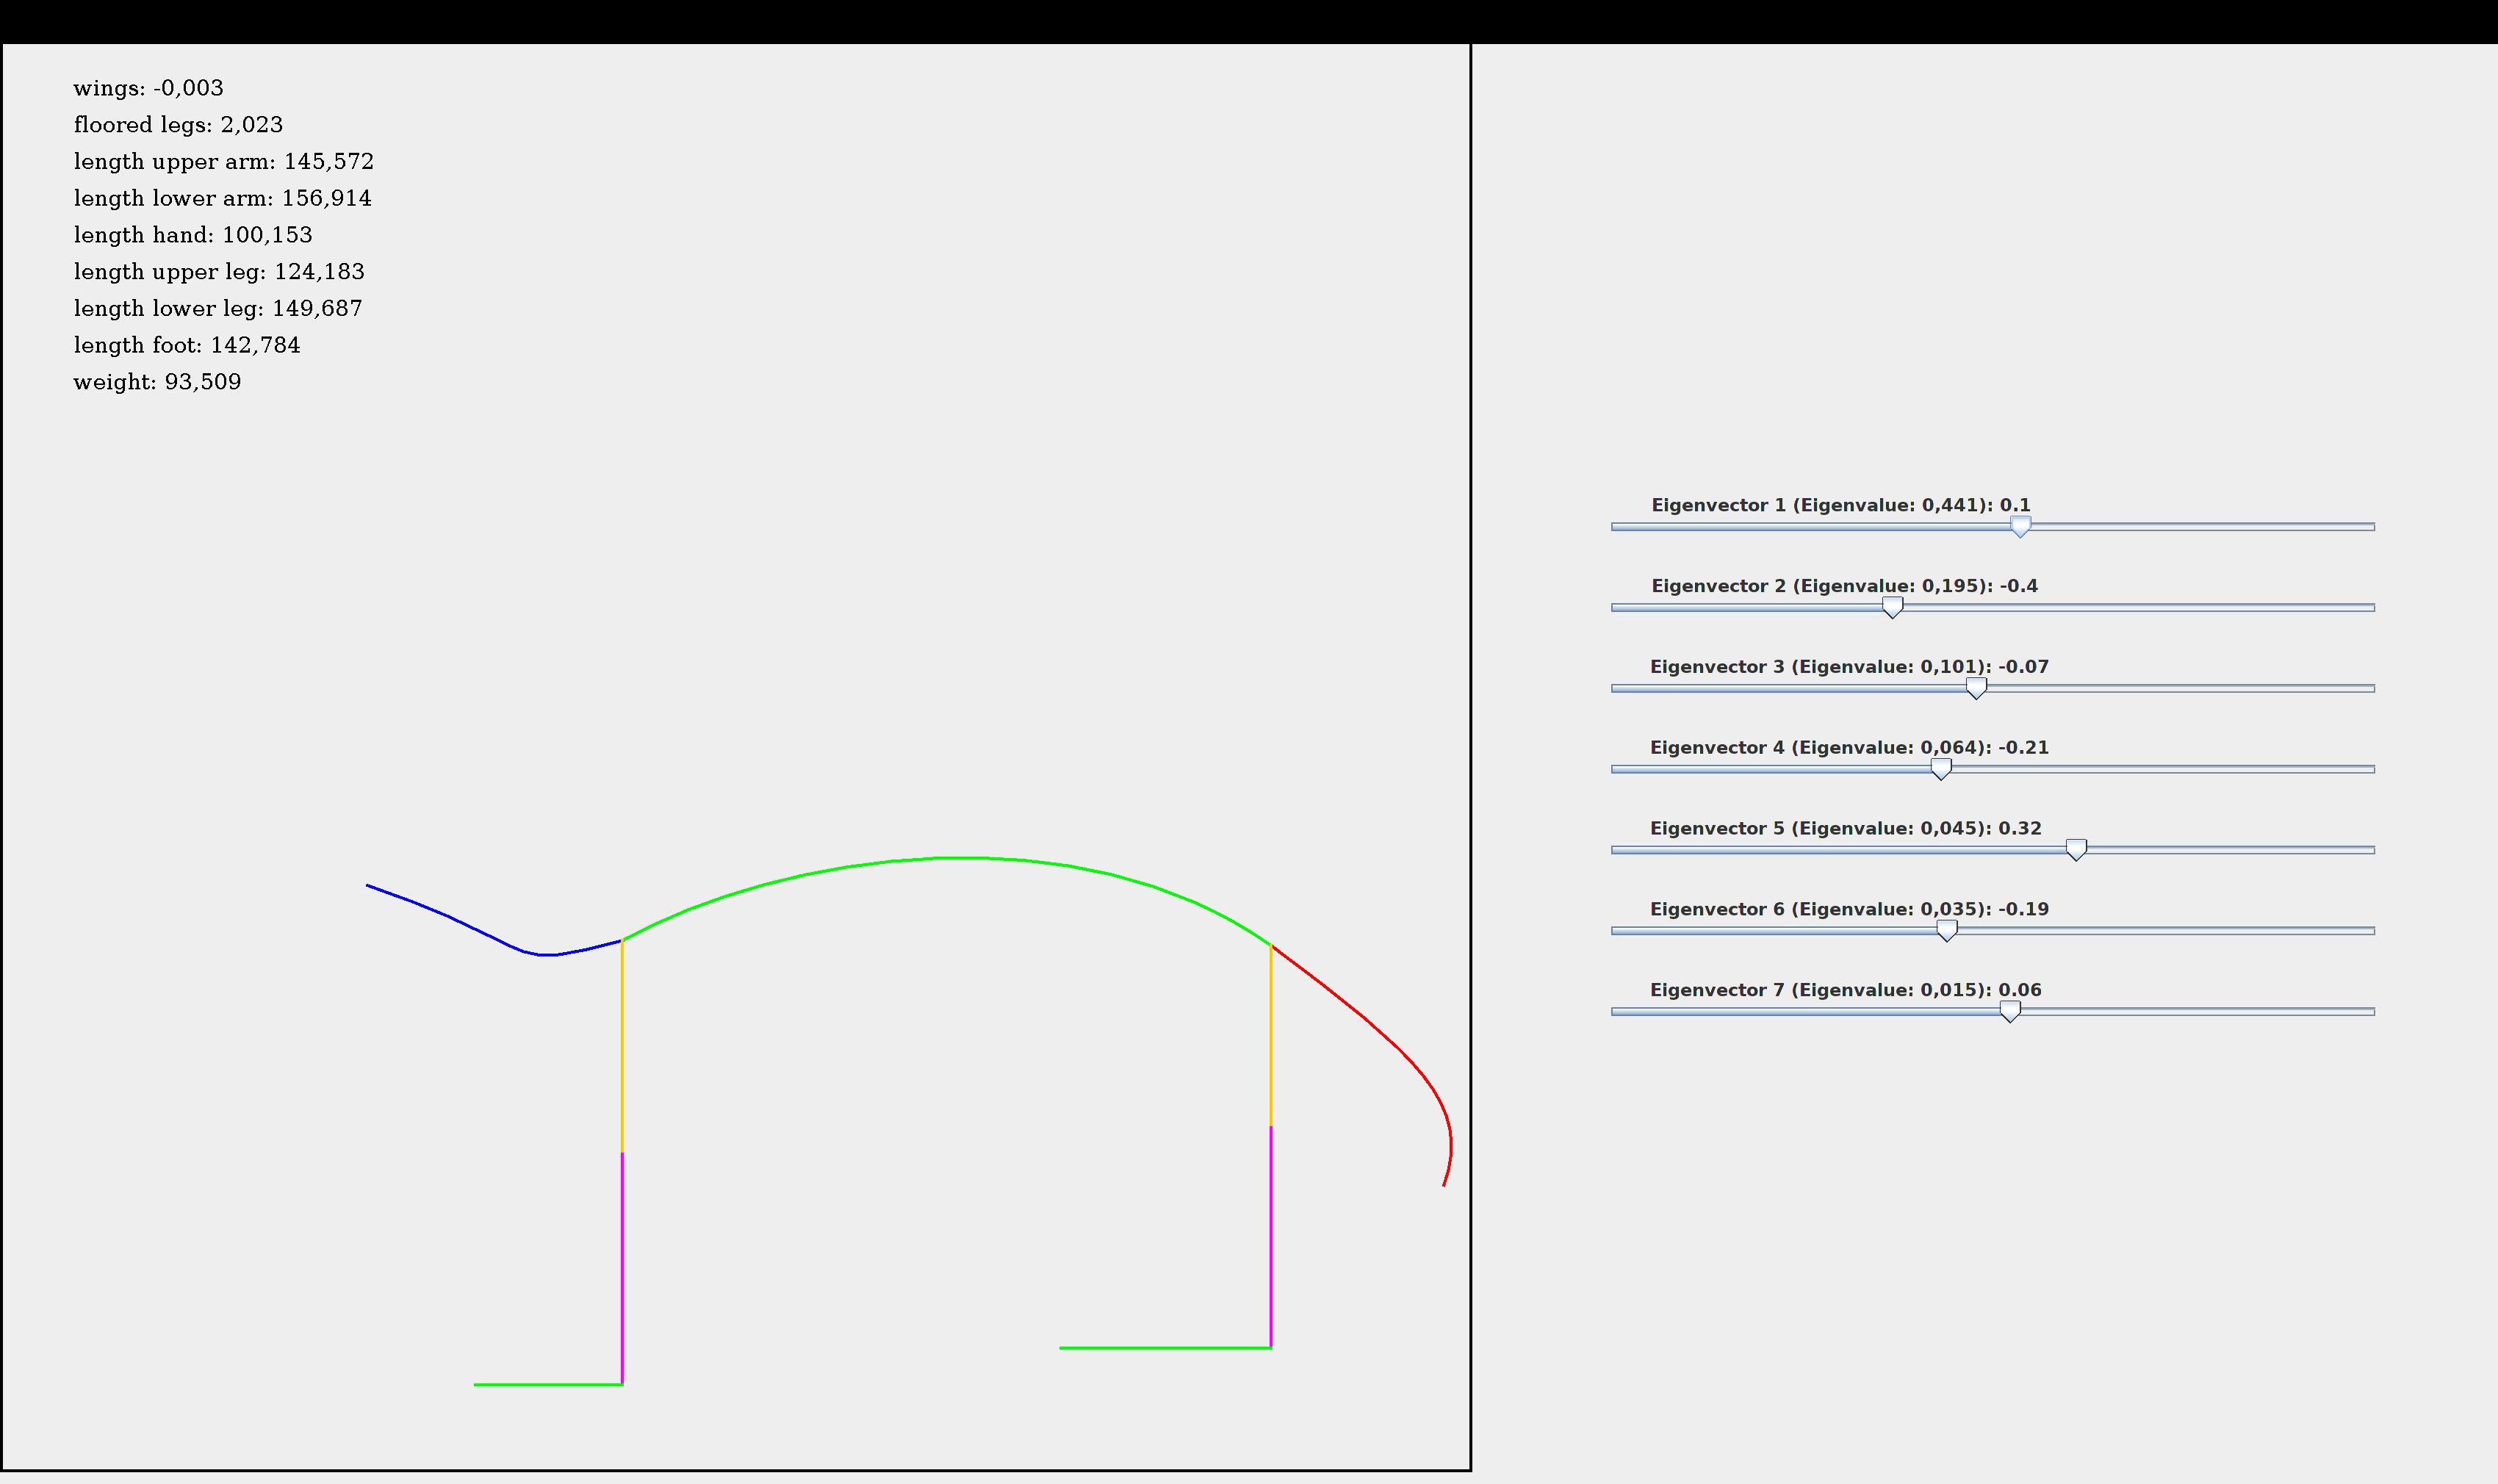 wings: -0,003
floored legs: 2,023
length upper arm: 145,572
length lower arm: 156,914
length hand: 100,153
length upper leg: 124,183
length lower leg: 149,687
length foot: 142,784
weight: 93,509
Eigenvector 1 (Eigenvalue: 0,441): 0.1
Eigenvector 2 (Eigenvalue: 0,195): -0.4
Eigenvector 3 (Eigenvalue: 0,101): -0.07
Eigenvector 4 (Eigenvalue: 0,064): -0.21
Eigenvector 5 (Eigenvalue: 0,045): 0.32
Eigenvector 6 (Eigenvalue: 0,035): -0.19
Eigenvector 7 (Eigenvalue: 0,015): 0.06